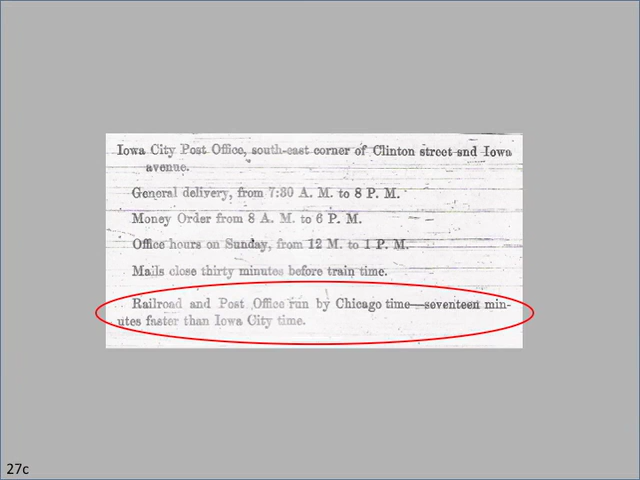 Iowa City Post Office, south-east corner of Clinton street snd Iowa
avenue.
General delivery, from 7:30 A. M. to 8 P. M.
Money Order from 8 A. M. to 6 P. M.
Office hours on Sunday, from 12 M. to 1 P. M.
Mails close thirty minutes before train time.
Railroad and Post Office run by Chicago time—seventeen min-
utes faster than Iowa City time.
27c